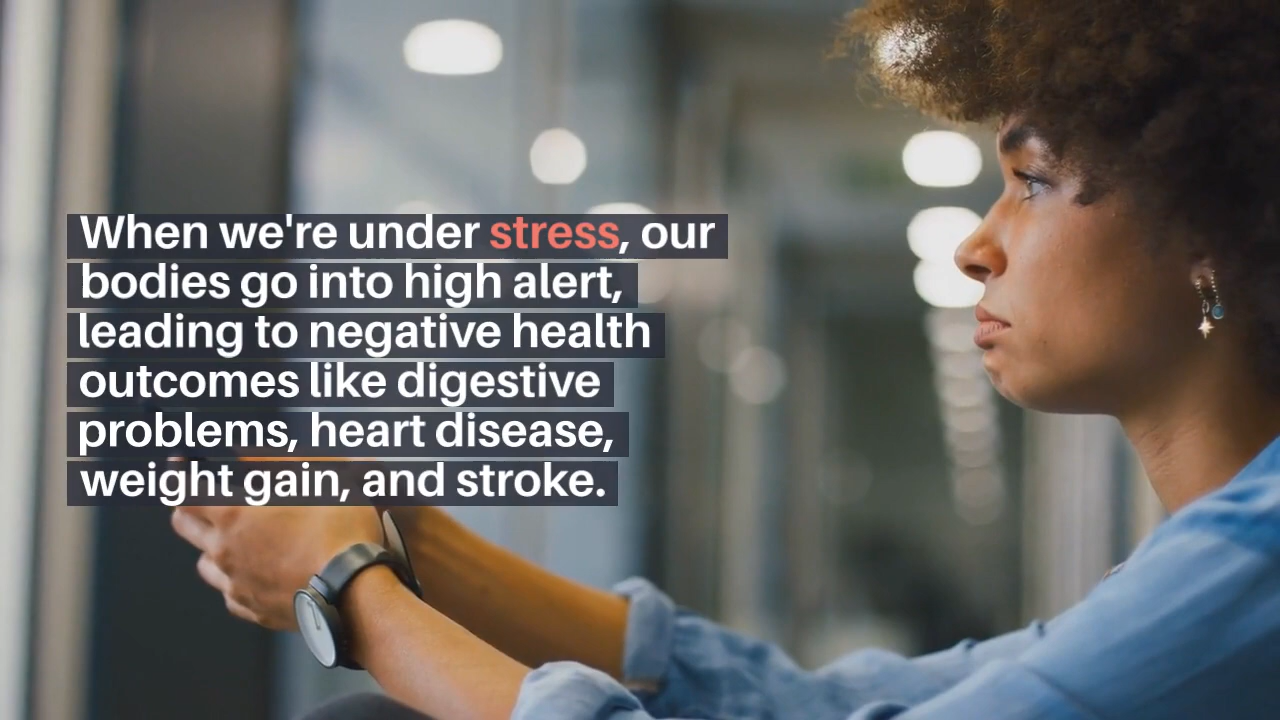 When we're under stress, our
bodies go into high alert,
leading to negative health
outcomes like digestive
problems, heart disease,
weight gain, and stroke.